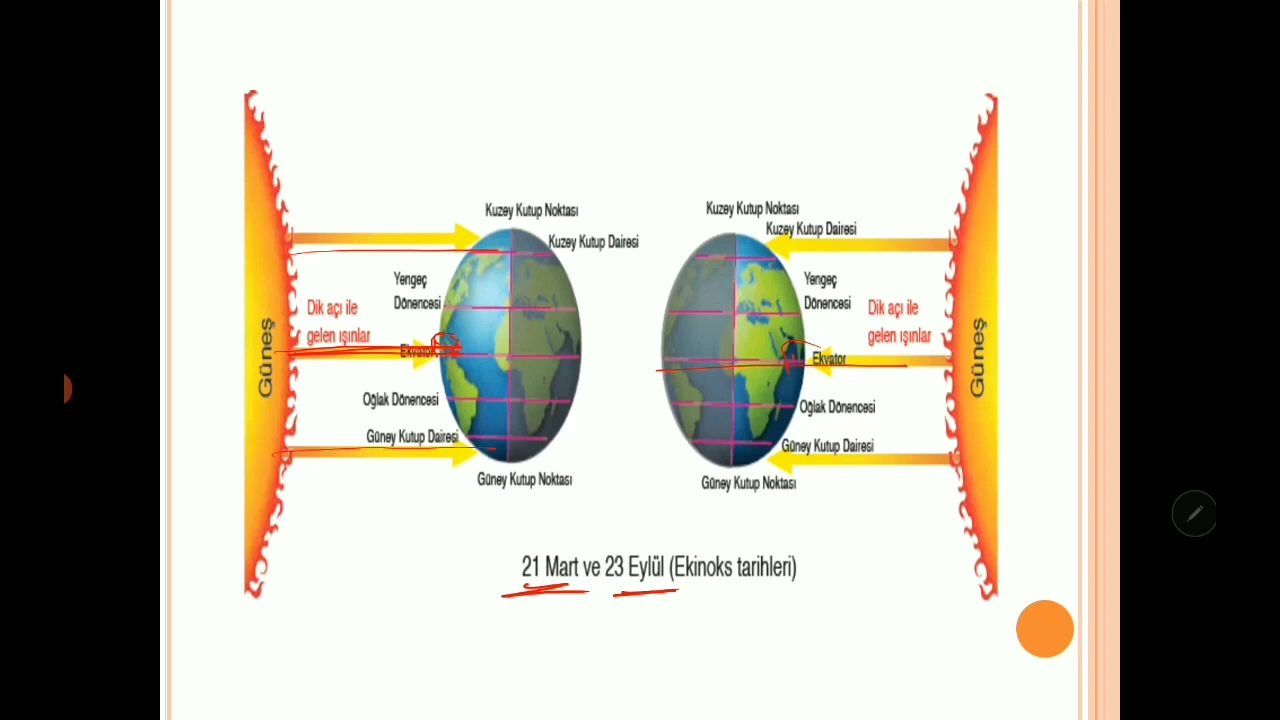 Güneş
Kuzey Kutup Noktası
Kuzey Kutup Dairesi
Yengeç
Dönencesi
Dik açı ile
gelen ışınlar
Ekvator
Oğlak Dönencesi
Güney Kutup Dairesi
Güney Kutup Noktası
Kuzey Kutup Noktası
Kuzey Kutup Dairesi
Yengeç
Dönencesi
Dik açı ile
gelen ışınlar
Ekvator
Oğlak Dönencesi
Güney Kutup Dairesi
Güney Kutup Noktası
Güneş
21 Mart ve 23 Eylül (Ekinoks tarihleri)